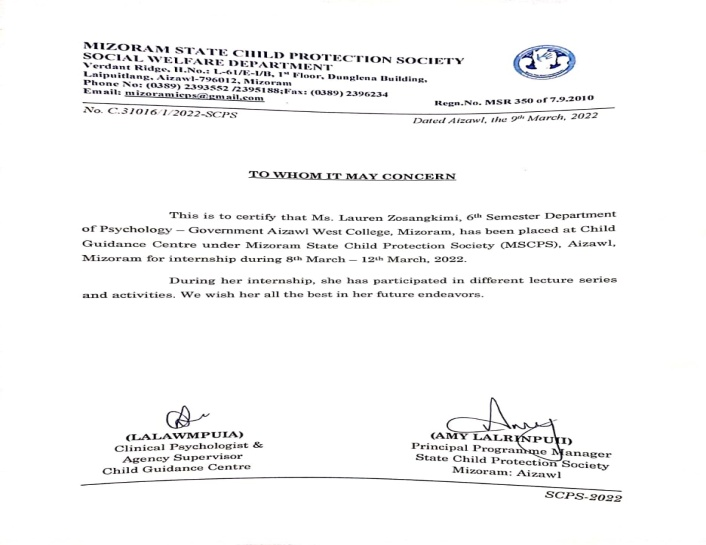 MIZORAM STATE CHILD PROTECTION SOCIETY
SOCIAL WELFARE DEPARTMENT
Verdant Ridge, H.No.: L-61/E-I/B, 1st Floor, Dunglena Building,
Laipuitlang, Aizawl-796012, Mizoram
Phone No: (0389) 2393552 /2395188;Fax: (0389) 2396234
Email: mizoramicps@gmail.com
Regn.No. MSR 350 of 7.9.2010
No. C.31016/1/2022-SCPS
Dated Aizawl, the 9th March, 2022
TO WHOM IT MAY CONCERN
This is to certify that Ms. Lauren Zosangkimi, 6th Semester Department
of Psychology – Government Aizawl West College, Mizoram, has been placed at Child
Guidance Centre under Mizoram State Child Protection Society (MSCPS), Aizawl,
Mizoram for internship during 8th March – 12th March, 2022.
During her internship, she has participated in different lecture series
and activities. We wish her all the best in her future endeavors.
(LALAWMPUIA)
Clinical Psychologist &
Agency Supervisor
Child Guidance Centre
(AMY LALRINPUII)
Principal Programme Manager
State Child Protection Society
Mizoram: Aizawl
SCPS-2022